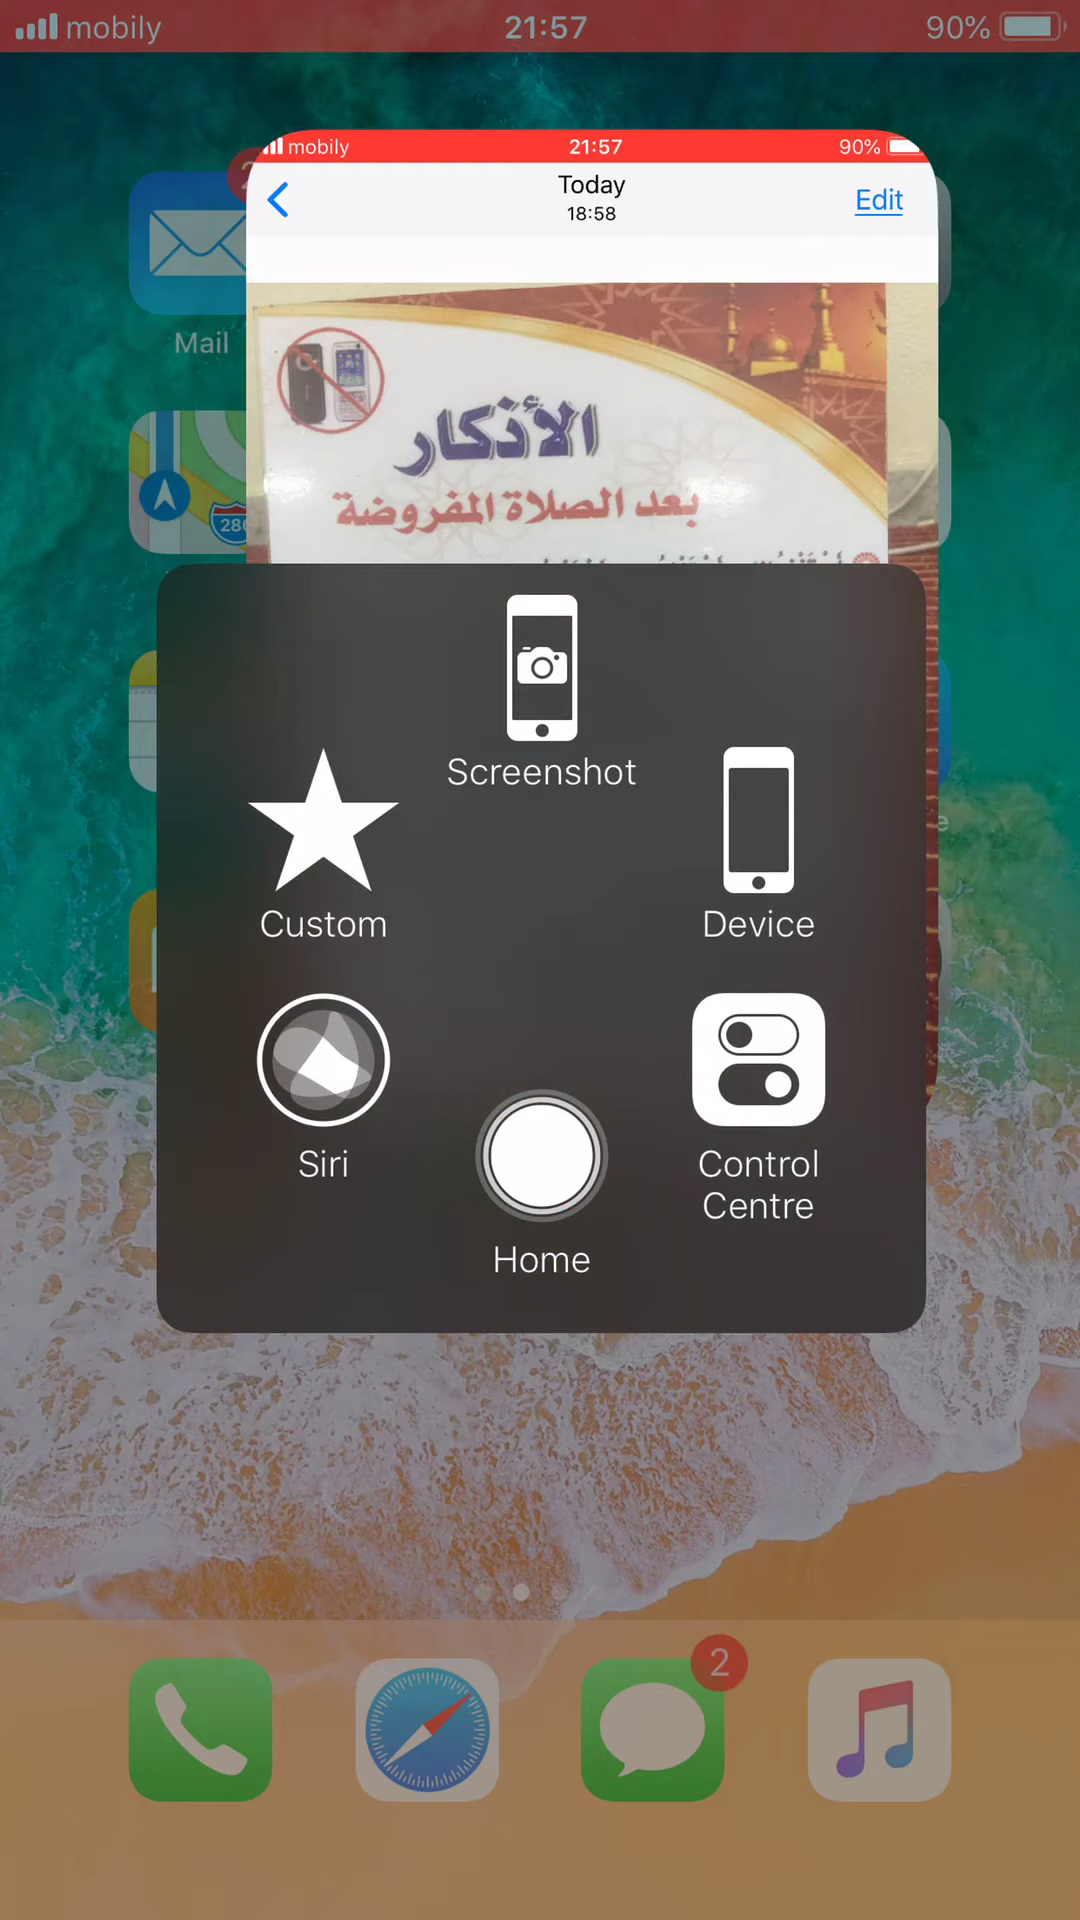 mobily 21:57 90%
mobily 21:57 90%
Today
18:58
Edit
Mail
الأذكار
بعد الصلاة المفروضة
280
Screenshot
Custom
Device
Siri
Control
Centre
Home
2